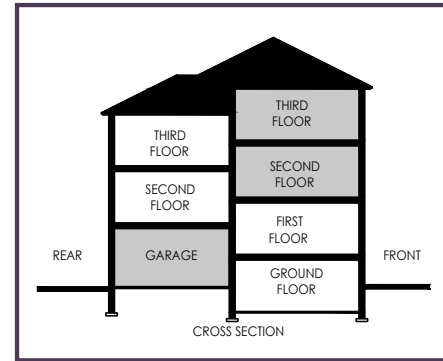 THIRD
FLOOR
THIRD
FLOOR
SECOND
FLOOR
SECOND
FLOOR
FIRST
FLOOR
REAR
GARAGE
FRONT
GROUND
FLOOR
CROSS SECTION